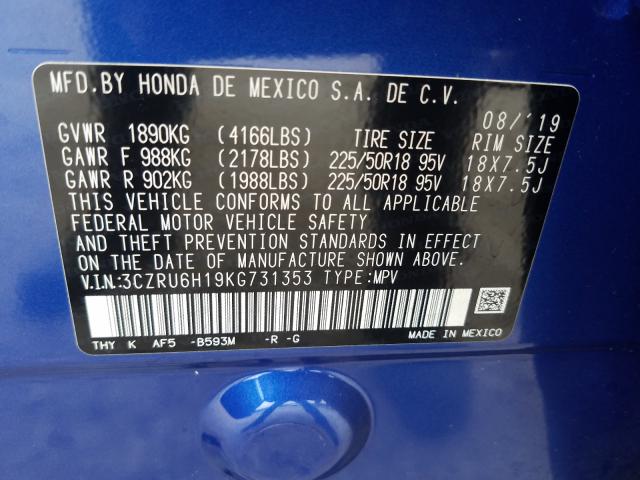 MFD.BY HONDA DE MEXICO S.A. DE C.V.
08/'19
GVWR 1890KG (4166LBS) TIRE SIZE RIM SIZE
GAWR F 988KG (2178LBS) 225/50R18 95V 18X7.5J
GAWR R 902KG (1988LBS) 225/50R18 95V 18X7.5J
THIS VEHICLE CONFORMS TO ALL APPLICABLE
FEDERAL MOTOR VEHICLE SAFETY
AND THEFT PREVENTION STANDARDS IN EFFECT
ON THE DATE OF MANUFACTURE SHOWN ABOVE.
V.I.N:3CZRU6H19KG731353 TYPE:MPV
THY K AF5 -B593M -R -G MADE IN MEXICO